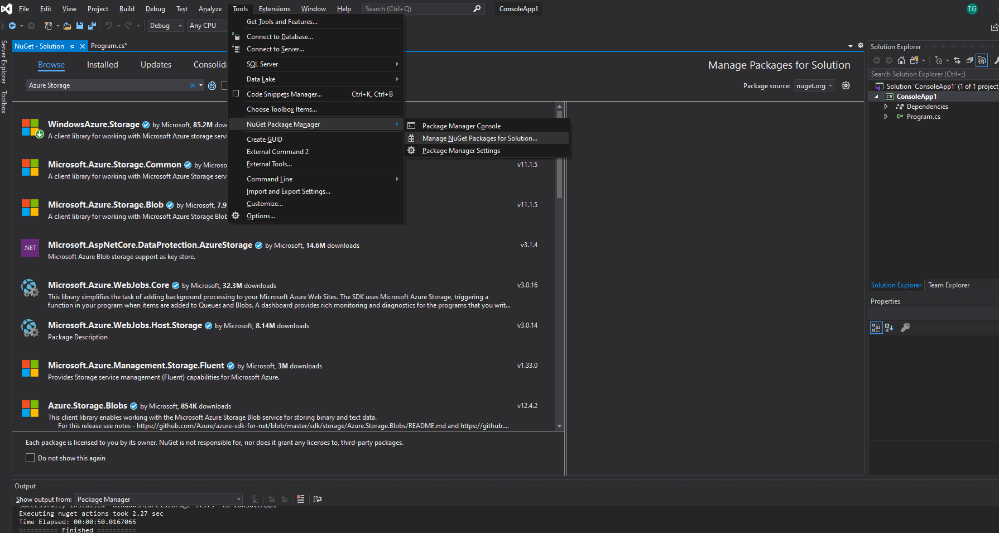 File Edit View Project Build Debug Test Analyze Tools Extensions Window Help Search (Ctrl+Q) ConsoleApp1 TG
Debug Any CPU
Server Explorer
Toolbox
NuGet - Solution Program.cs*
Browse Installed Updates Consolida
Azure Storage
Manage Packages for Solution
Package source: nuget.org
WindowsAzure.Storage by Microsoft, 85.2M dow
A client library for working with Microsoft Azure storage servi
Microsoft.Azure.Storage.Common by Microso v11.1.5
A client library for working with Microsoft Azure Storage serv
Microsoft.Azure.Storage.Blob by Microsoft, 7.9 v11.1.5
A client library for working with Microsoft Azure Storage Blob
.NET
Microsoft.AspNetCore.DataProtection.AzureStorage by Microsoft, 14.6M downloads v3.1.4
Microsoft Azure Blob storage support as key store.
Microsoft.Azure.WebJobs.Core by Microsoft, 32.3M downloads v3.0.16
This library simplifies the task of adding background processing to your Microsoft Azure Web Sites. The SDK uses Microsoft Azure Storage, triggering a
function in your program when items are added to Queues and Blobs. A dashboard provides rich monitoring and diagnostics for the programs that you writ...
Microsoft.Azure.WebJobs.Host.Storage by Microsoft, 8.14M downloads v3.0.14
Package Description
Microsoft.Azure.Management.Storage.Fluent by Microsoft, 3M downloads v1.33.0
Provides Storage service management (Fluent) capabilities for Microsoft Azure.
Azure.Storage.Blobs by Microsoft, 854K downloads v12.4.2
This client library enables working with the Microsoft Azure Storage Blob service for storing binary and text data.
For this release see notes - https://github.com/Azure/azure-sdk-for-net/blob/master/sdk/storage/Azure.Storage.Blobs/README.md and https://github....
Each package is licensed to you by its owner. NuGet is not responsible for, nor does it grant any licenses to, third-party packages.
Do not show this again
Get Tools and Features...
Connect to Database...
Connect to Server...
SQL Server
Data Lake
Code Snippets Manager... Ctrl+K, Ctrl+B
Choose Toolbox Items...
NuGet Package Manager
Create GUID
External Command 2
External Tools...
Command Line
Import and Export Settings...
Customize...
Options...
Package Manager Console
Manage NuGet Packages for Solution...
Package Manager Settings
Solution Explorer
Search Solution Explorer (Ctrl+;)
Solution 'ConsoleApp1' (1 of 1 project
C# ConsoleApp1
Dependencies
C# Program.cs
Solution Explorer Team Explorer
Properties
Output
Show output from: Package Manager
Successfully installed 'WindowsAzure.Storage 9.3.3' to ConsoleApp1
Executing nuget actions took 2.27 sec
Time Elapsed: 00:00:50.0167065
========== Finished ==========